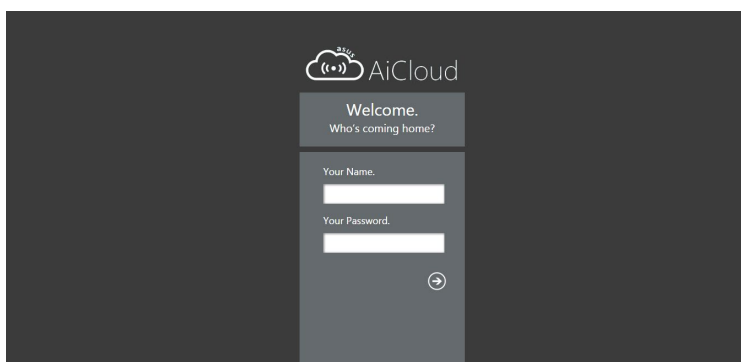 asus
AiCloud
Welcome.
Who's coming home?
Your Name.
Your Password.